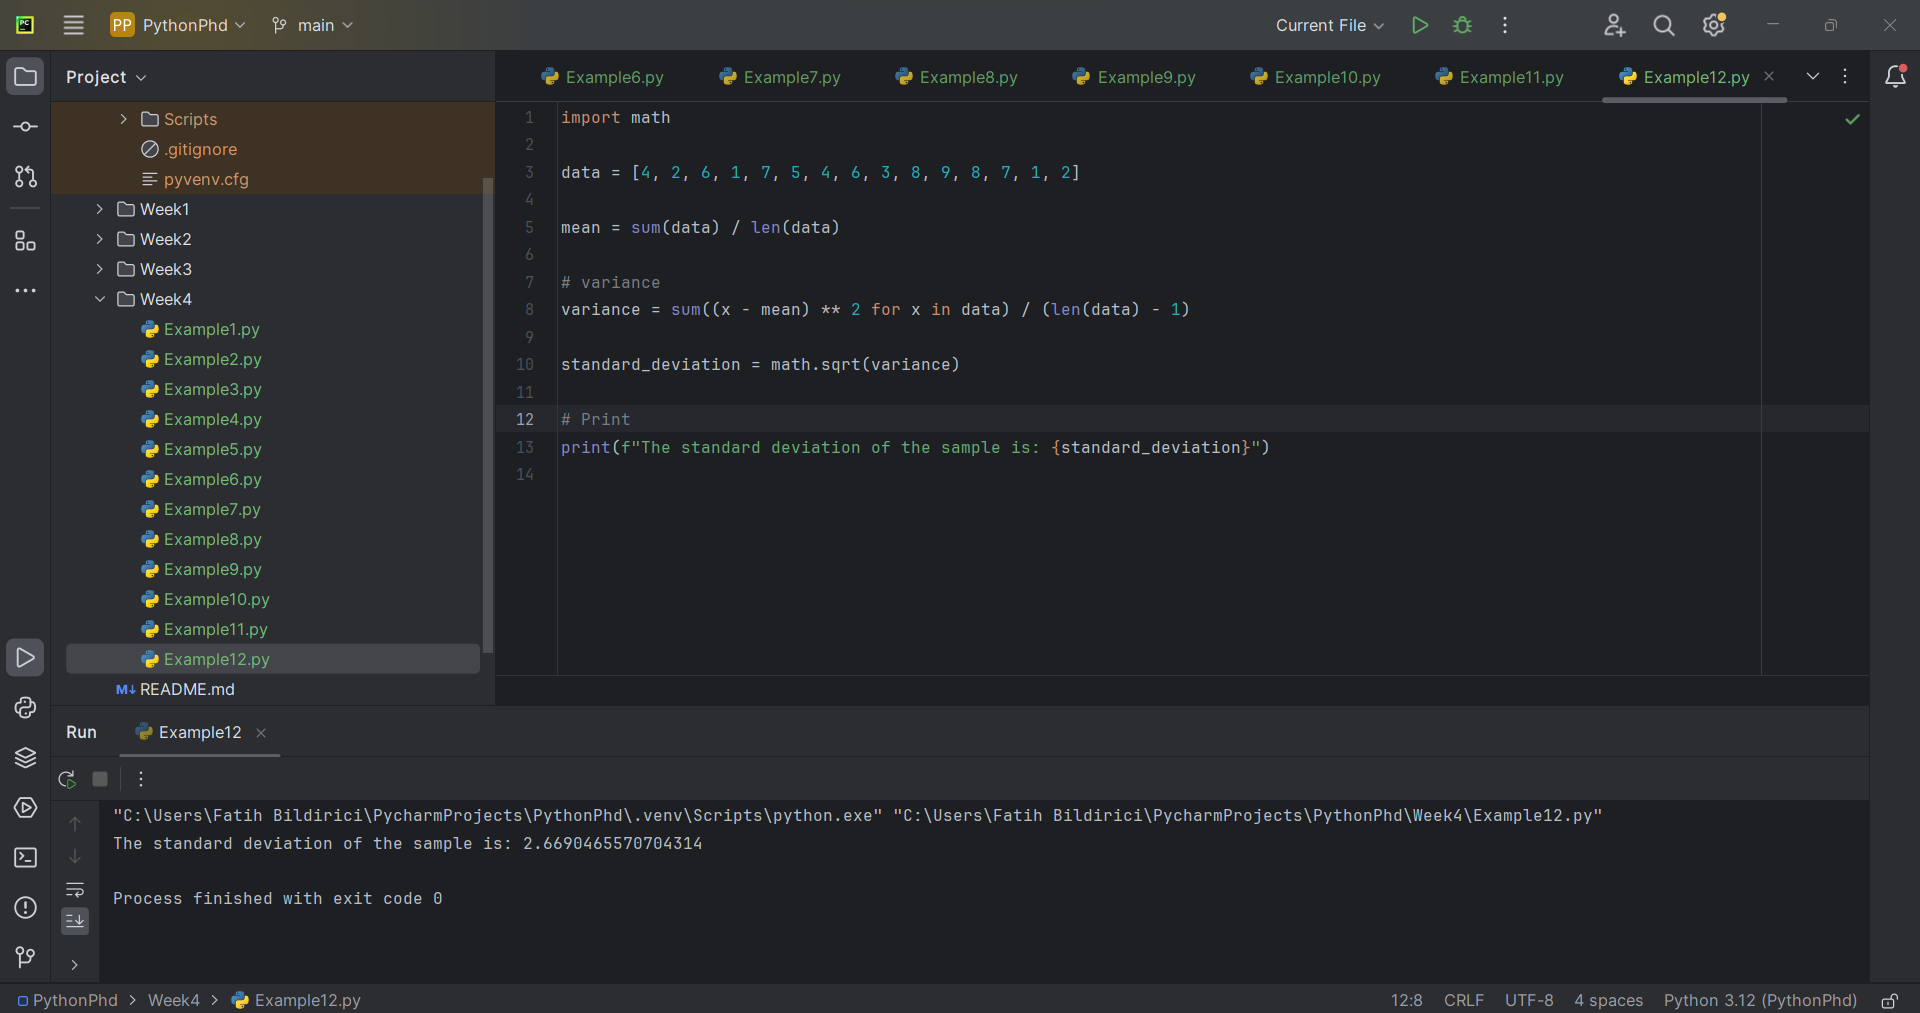 PC
PP PythonPhd main Current File
Project
Example6.py Example7.py Example8.py Example9.py Example10.py Example11.py Example12.py
Scripts
.gitignore
pyvenv.cfg
Week1
Week2
Week3
Week4
Example1.py
Example2.py
Example3.py
Example4.py
Example5.py
Example6.py
Example7.py
Example8.py
Example9.py
Example10.py
Example11.py
Example12.py
M↓ README.md
1 import math
2
3 data = [4, 2, 6, 1, 7, 5, 4, 6, 3, 8, 9, 8, 7, 1, 2]
4
5 mean = sum(data) / len(data)
6
7 # variance
8 variance = sum((x - mean) ** 2 for x in data) / (len(data) - 1)
9
10 standard_deviation = math.sqrt(variance)
11
12 # Print
13 print(f"The standard deviation of the sample is: {standard_deviation}")
14
Run Example12
"C:\Users\Fatih Bildirici\PycharmProjects\PythonPhd\.venv\Scripts\python.exe" "C:\Users\Fatih Bildirici\PycharmProjects\PythonPhd\Week4\Example12.py"
The standard deviation of the sample is: 2.6690465570704314
Process finished with exit code 0
PythonPhd > Week4 > Example12.py 12:8 CRLF UTF-8 4 spaces Python 3.12 (PythonPhd)